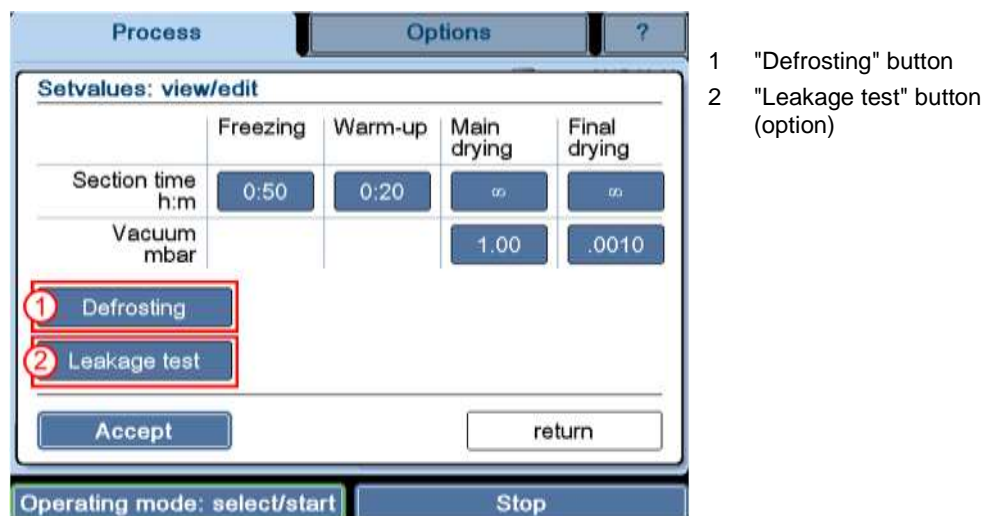 Process Options ?
Setvalues: view/edit
Freezing Warm-up Main drying Final drying
Section time h:m 0:50 0:20 ∞ ∞
Vacuum mbar 1.00 .0010
1 Defrosting
2 Leakage test
Accept return
Operating mode: select/start Stop
1 "Defrosting" button
2 "Leakage test" button
(option)